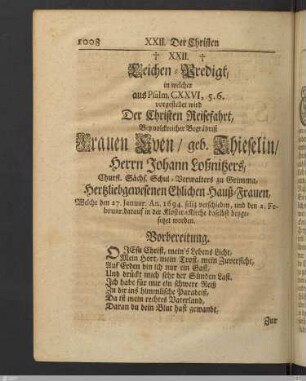 1008 XXII. Der Christen
† XXII. †
Leichen-Predigt/
in welcher
aus Psalm. CXXVI, 5.6.
vorgestellet wird
Der Christen Reisefahrt,
Bey volckreicher Begräbniß
Frauen Even/ geb. Thieselin/
Herrn Johann Loßnitzers,
Churfl. Sächs. Schul-Verwalters zu Grimma,
Hertzliebgewesenen Ehlichen Hauß-Frauen,
Welche den 27. Januar. An. 1694. selig verschieden, und den 2. Fe-
bruar. darauf in der Kloster-Kirche daselbst beyge-
setzet worden.
Vorbereitung.
O JEsu Christ, mein's Lebens Licht,
Mein Hort, mein Trost, mein Zuversicht,
Auf Erden bin ich nur ein Gast,
Und drückt mich sehr der Sünden Last.
Ich habe für mir ein schwere Reiß
Zu dir ins himmlische Paradeiß,
Da ist mein rechtes Vaterland,
Daran du dein Blut hast gewandt,
Zur